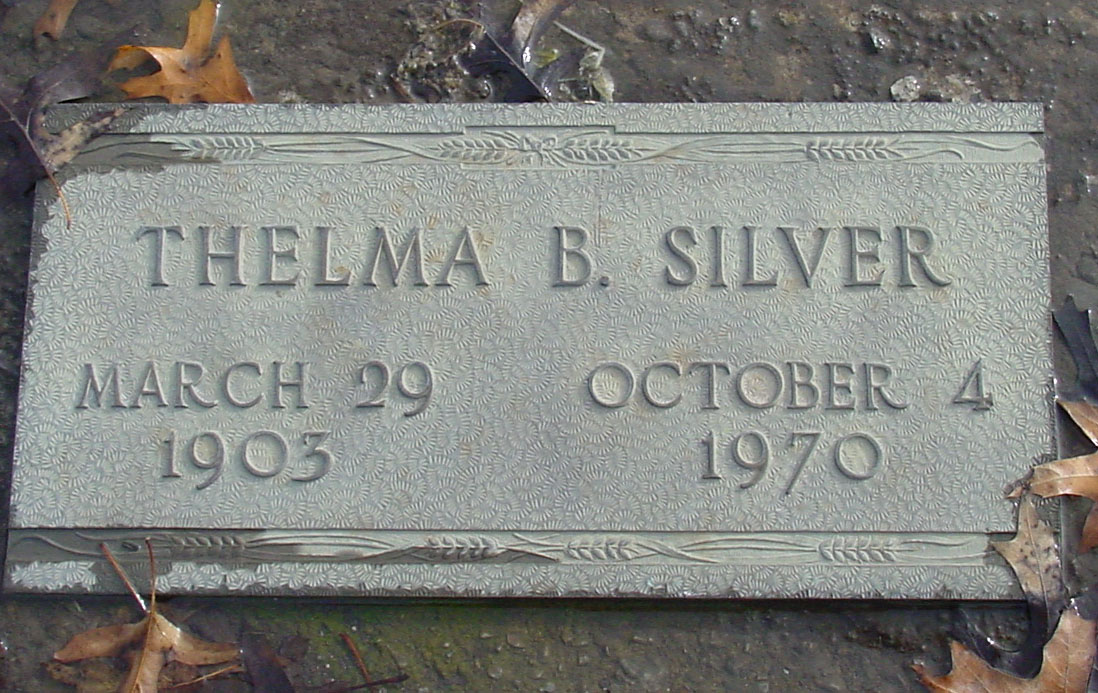 THELMA B. SILVER
MARCH 29 OCTOBER 4
1903 1970